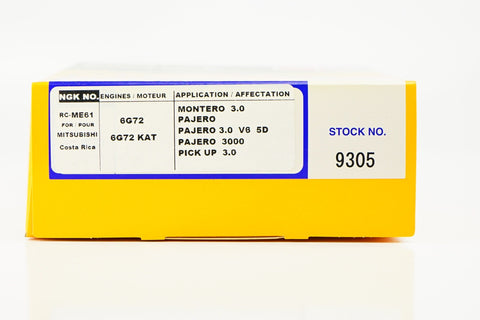 NGK NO. ENGINES / MOTEUR APPLICATION / AFFECTATION
RC-ME61
FOR / POUR
MITSUBISHI
Costa Rica
6G72
6G72 KAT
MONTERO 3.0
PAJERO
PAJERO 3.0 V6 5D
PAJERO 3000
PICK UP 3.0
STOCK NO.
9305